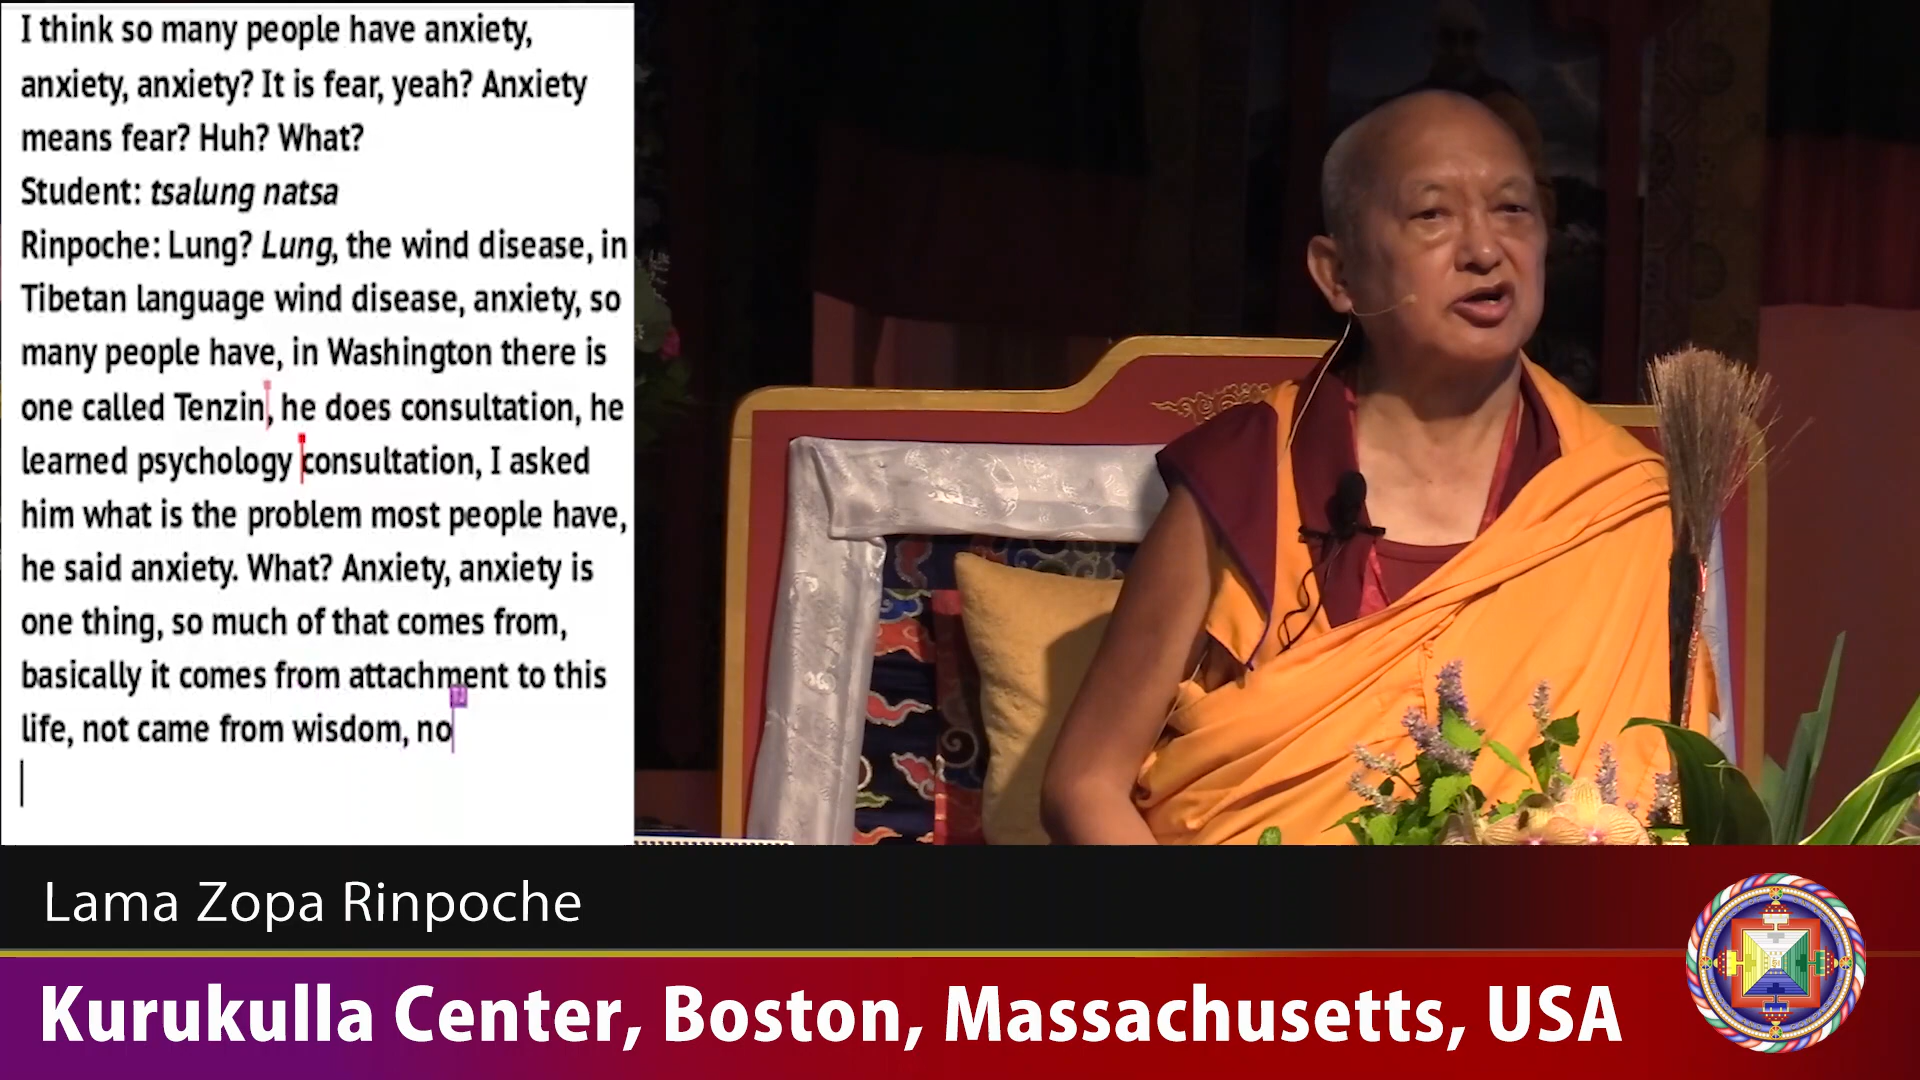 I think so many people have anxiety,
anxiety, anxiety? It is fear, yeah? Anxiety
means fear? Huh? What?
Student: tsalung natsa
Rinpoche: Lung? Lung, the wind disease, in
Tibetan language wind disease, anxiety, so
many people have, in Washington there is
one called Tenzin, he does consultation, he
learned psychology consultation, I asked
him what is the problem most people have,
he said anxiety. What? Anxiety, anxiety is
one thing, so much of that comes from,
basically it comes from attachment to this
life, not came from wisdom, no
Lama Zopa Rinpoche
Kurukulla Center, Boston, Massachusetts, USA